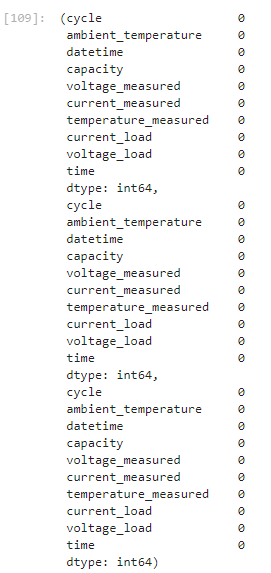 [109]: (cycle 0
ambient_temperature 0
datetime 0
capacity 0
voltage_measured 0
current_measured 0
temperature_measured 0
current_load 0
voltage_load 0
time 0
dtype: int64,
cycle 0
ambient_temperature 0
datetime 0
capacity 0
voltage_measured 0
current_measured 0
temperature_measured 0
current_load 0
voltage_load 0
time 0
dtype: int64,
cycle 0
ambient_temperature 0
datetime 0
capacity 0
voltage_measured 0
current_measured 0
temperature_measured 0
current_load 0
voltage_load 0
time 0
dtype: int64)